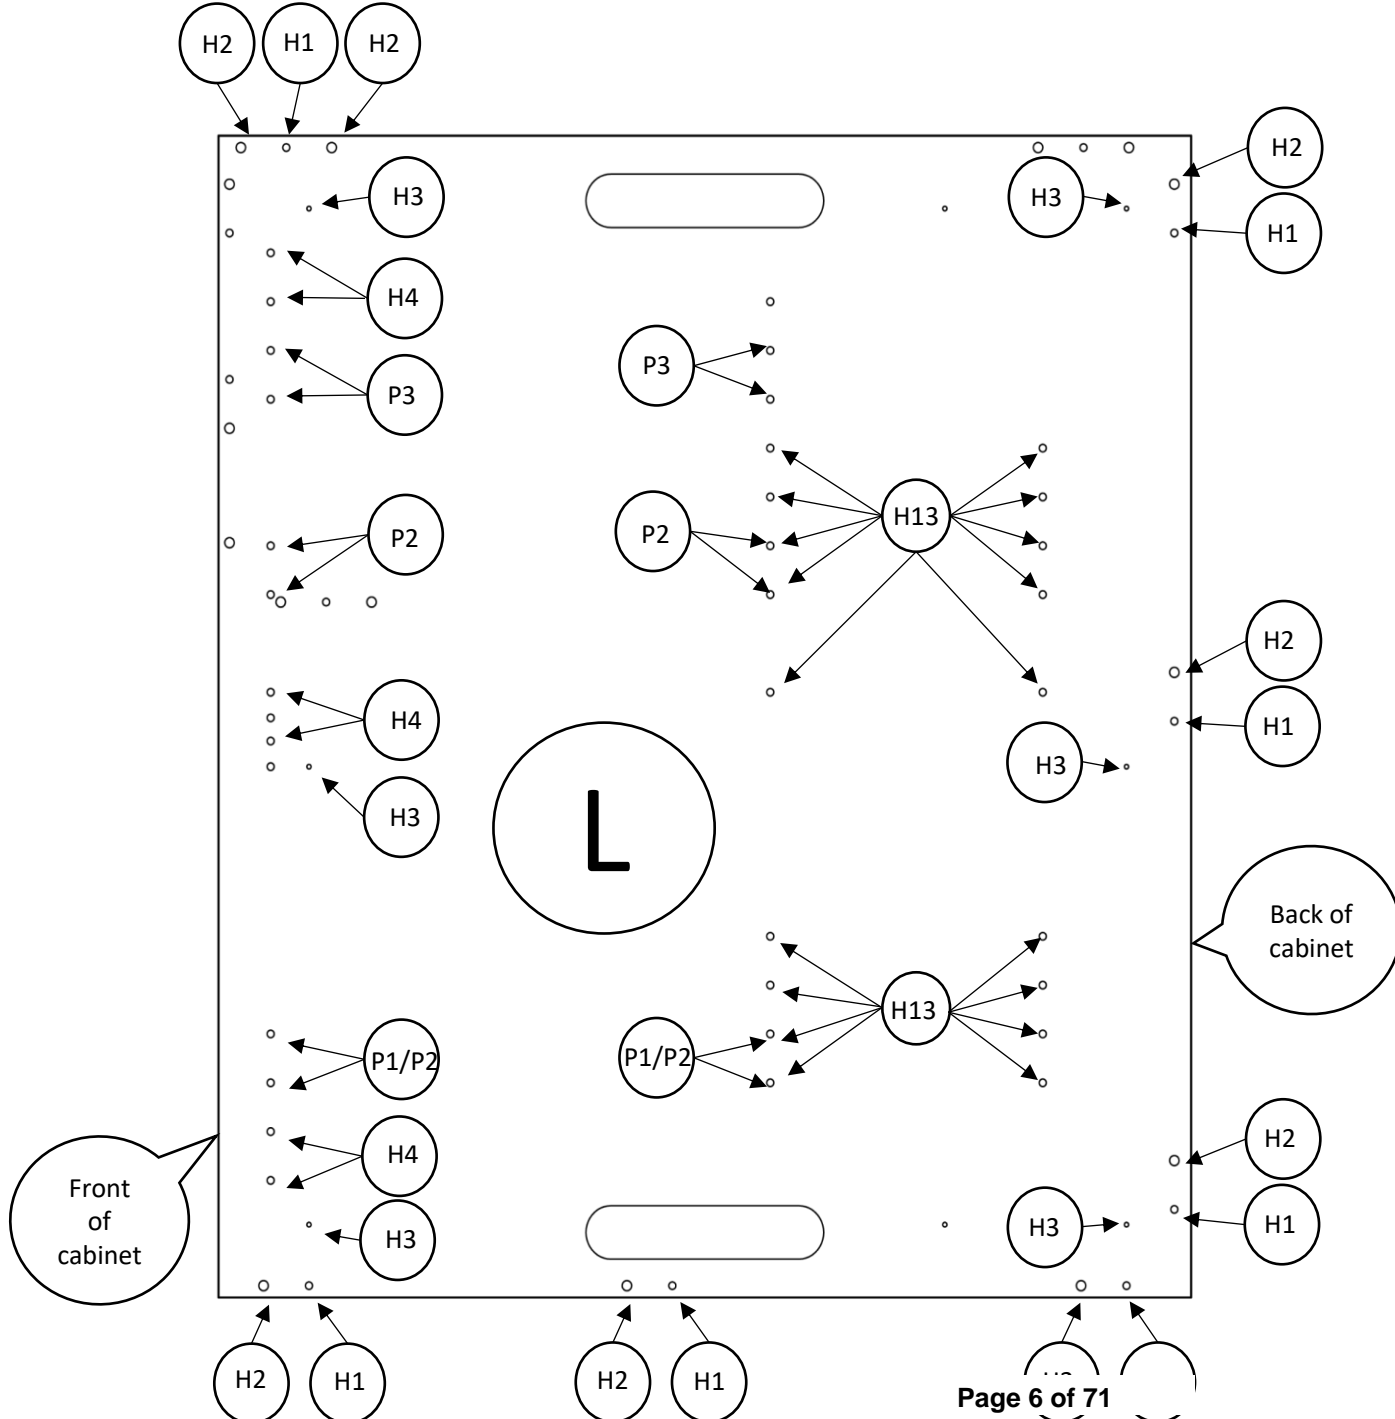 H2 H1 H2
H2
H3
H3
H1
H4
P3
P3
H13
P2
P2
H2
H4
H1
H3
H3
L
Back of
cabinet
H13
P1/P2
P1/P2
H2
H4
Front
of
cabinet
H3
H3
H1
H2
H1
H2
H1
Page 6 of 71